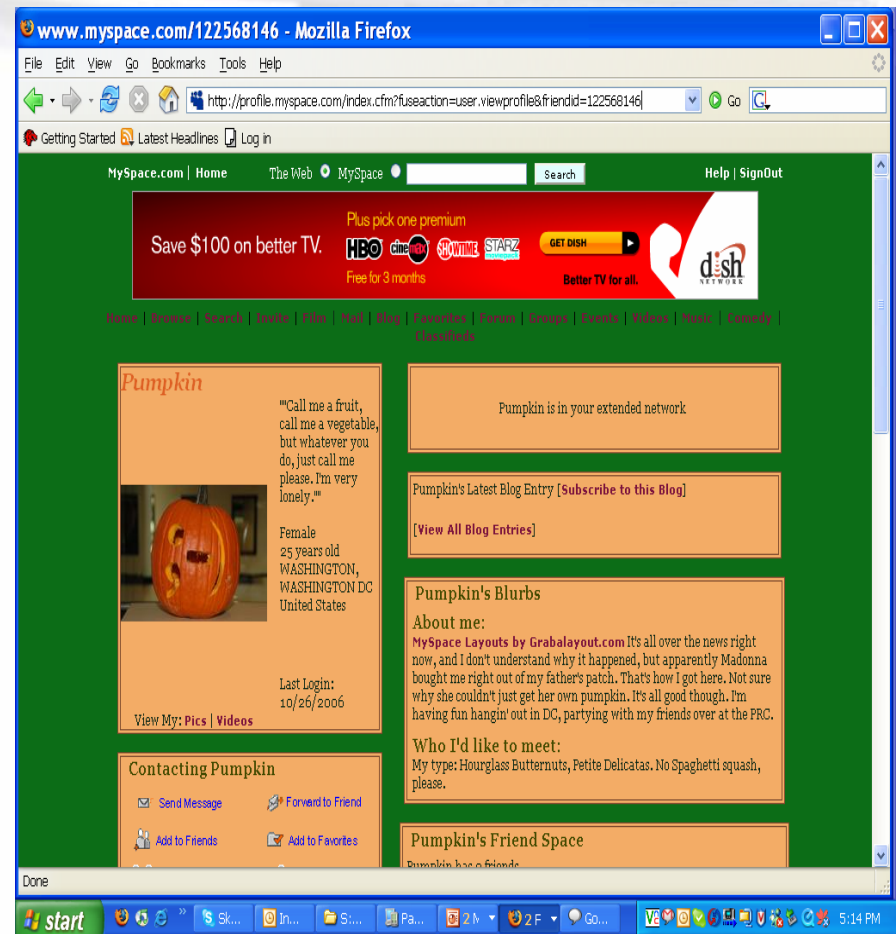 www.myspace.com/122568146 - Mozilla Firefox
File Edit View Go Bookmarks Tools Help
http://profile.myspace.com/index.cfm?fuseaction=user.viewprofile&friendid=122568146
Go
Getting Started Latest Headlines Log in
MySpace.com | Home The Web MySpace Search Help | SignOut
Save $100 on better TV.
Plus pick one premium
HBO cinemax SHOWTIME STARZ
Free for 3 months
GET DISH
Better TV for all.
dish
NETWORK
Home | Browse | Search | Invite | Film | Mail | Blog | Favorites | Forum | Groups | Events | Videos | Music | Comedy |
Classifieds
Pumpkin
"'Call me a fruit,
call me a vegetable,
but whatever you
do, just call me
please. I'm very
lonely.'"
Female
25 years old
WASHINGTON,
WASHINGTON DC
United States
Last Login:
10/26/2006
View My: Pics | Videos
Contacting Pumpkin
Send Message Forward to Friend
Add to Friends Add to Favorites
Pumpkin is in your extended network
Pumpkin's Latest Blog Entry [Subscribe to this Blog]
[View All Blog Entries]
Pumpkin's Blurbs
About me:
MySpace Layouts by Grabalayout.com It's all over the news right
now, and I don't understand why it happened, but apparently Madonna
bought me right out of my father's patch. That's how I got here. Not sure
why she couldn't just get her own pumpkin. It's all good though. I'm
having fun hangin' out in DC, partying with my friends over at the PRC.
Who I'd like to meet:
My type: Hourglass Butternuts, Petite Delicatas. No Spaghetti squash,
please.
Pumpkin's Friend Space
Pumpkin has 9 friends
Done
start Sk... In... S:... Pa... 2 F Go... 5:14 PM